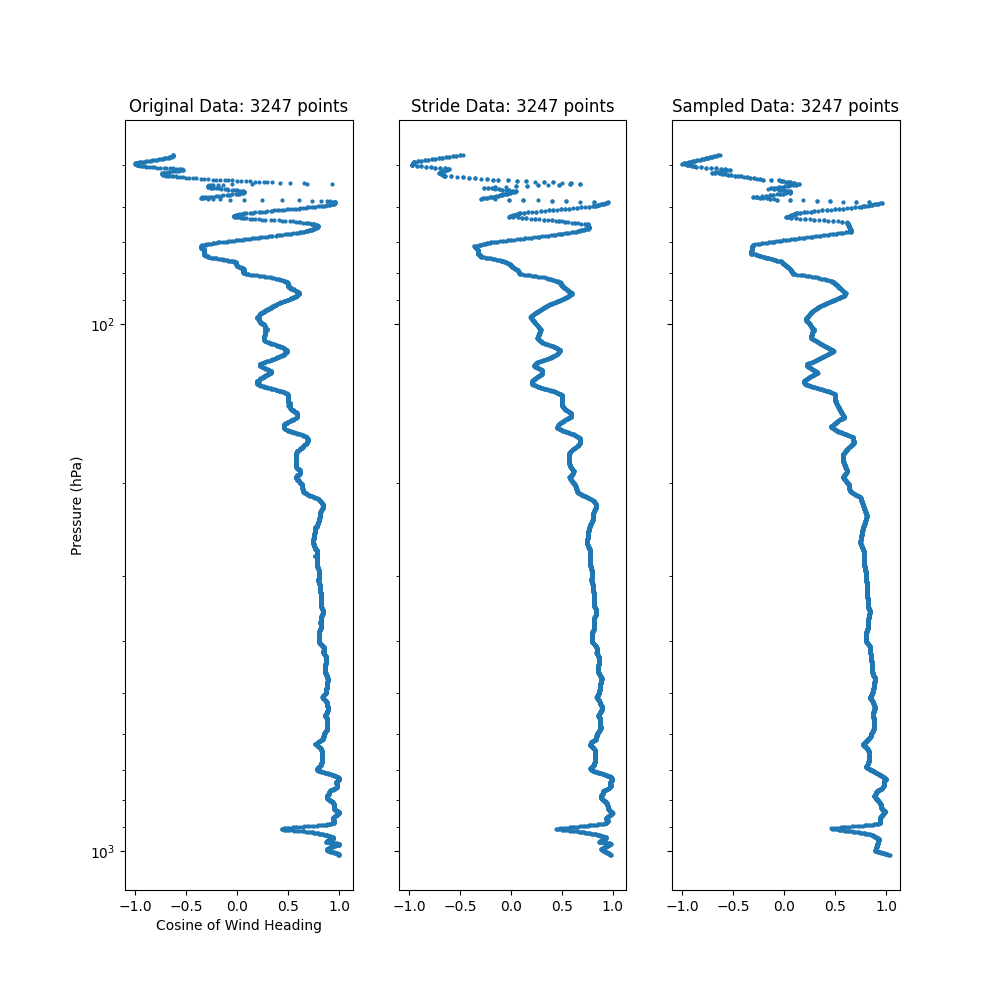 Original Data: 3247 points
Stride Data: 3247 points
Sampled Data: 3247 points
Pressure (hPa)
10²
10³
−1.0 −0.5 0.0 0.5 1.0
−1.0 −0.5 0.0 0.5 1.0
−1.0 −0.5 0.0 0.5 1.0
Cosine of Wind Heading